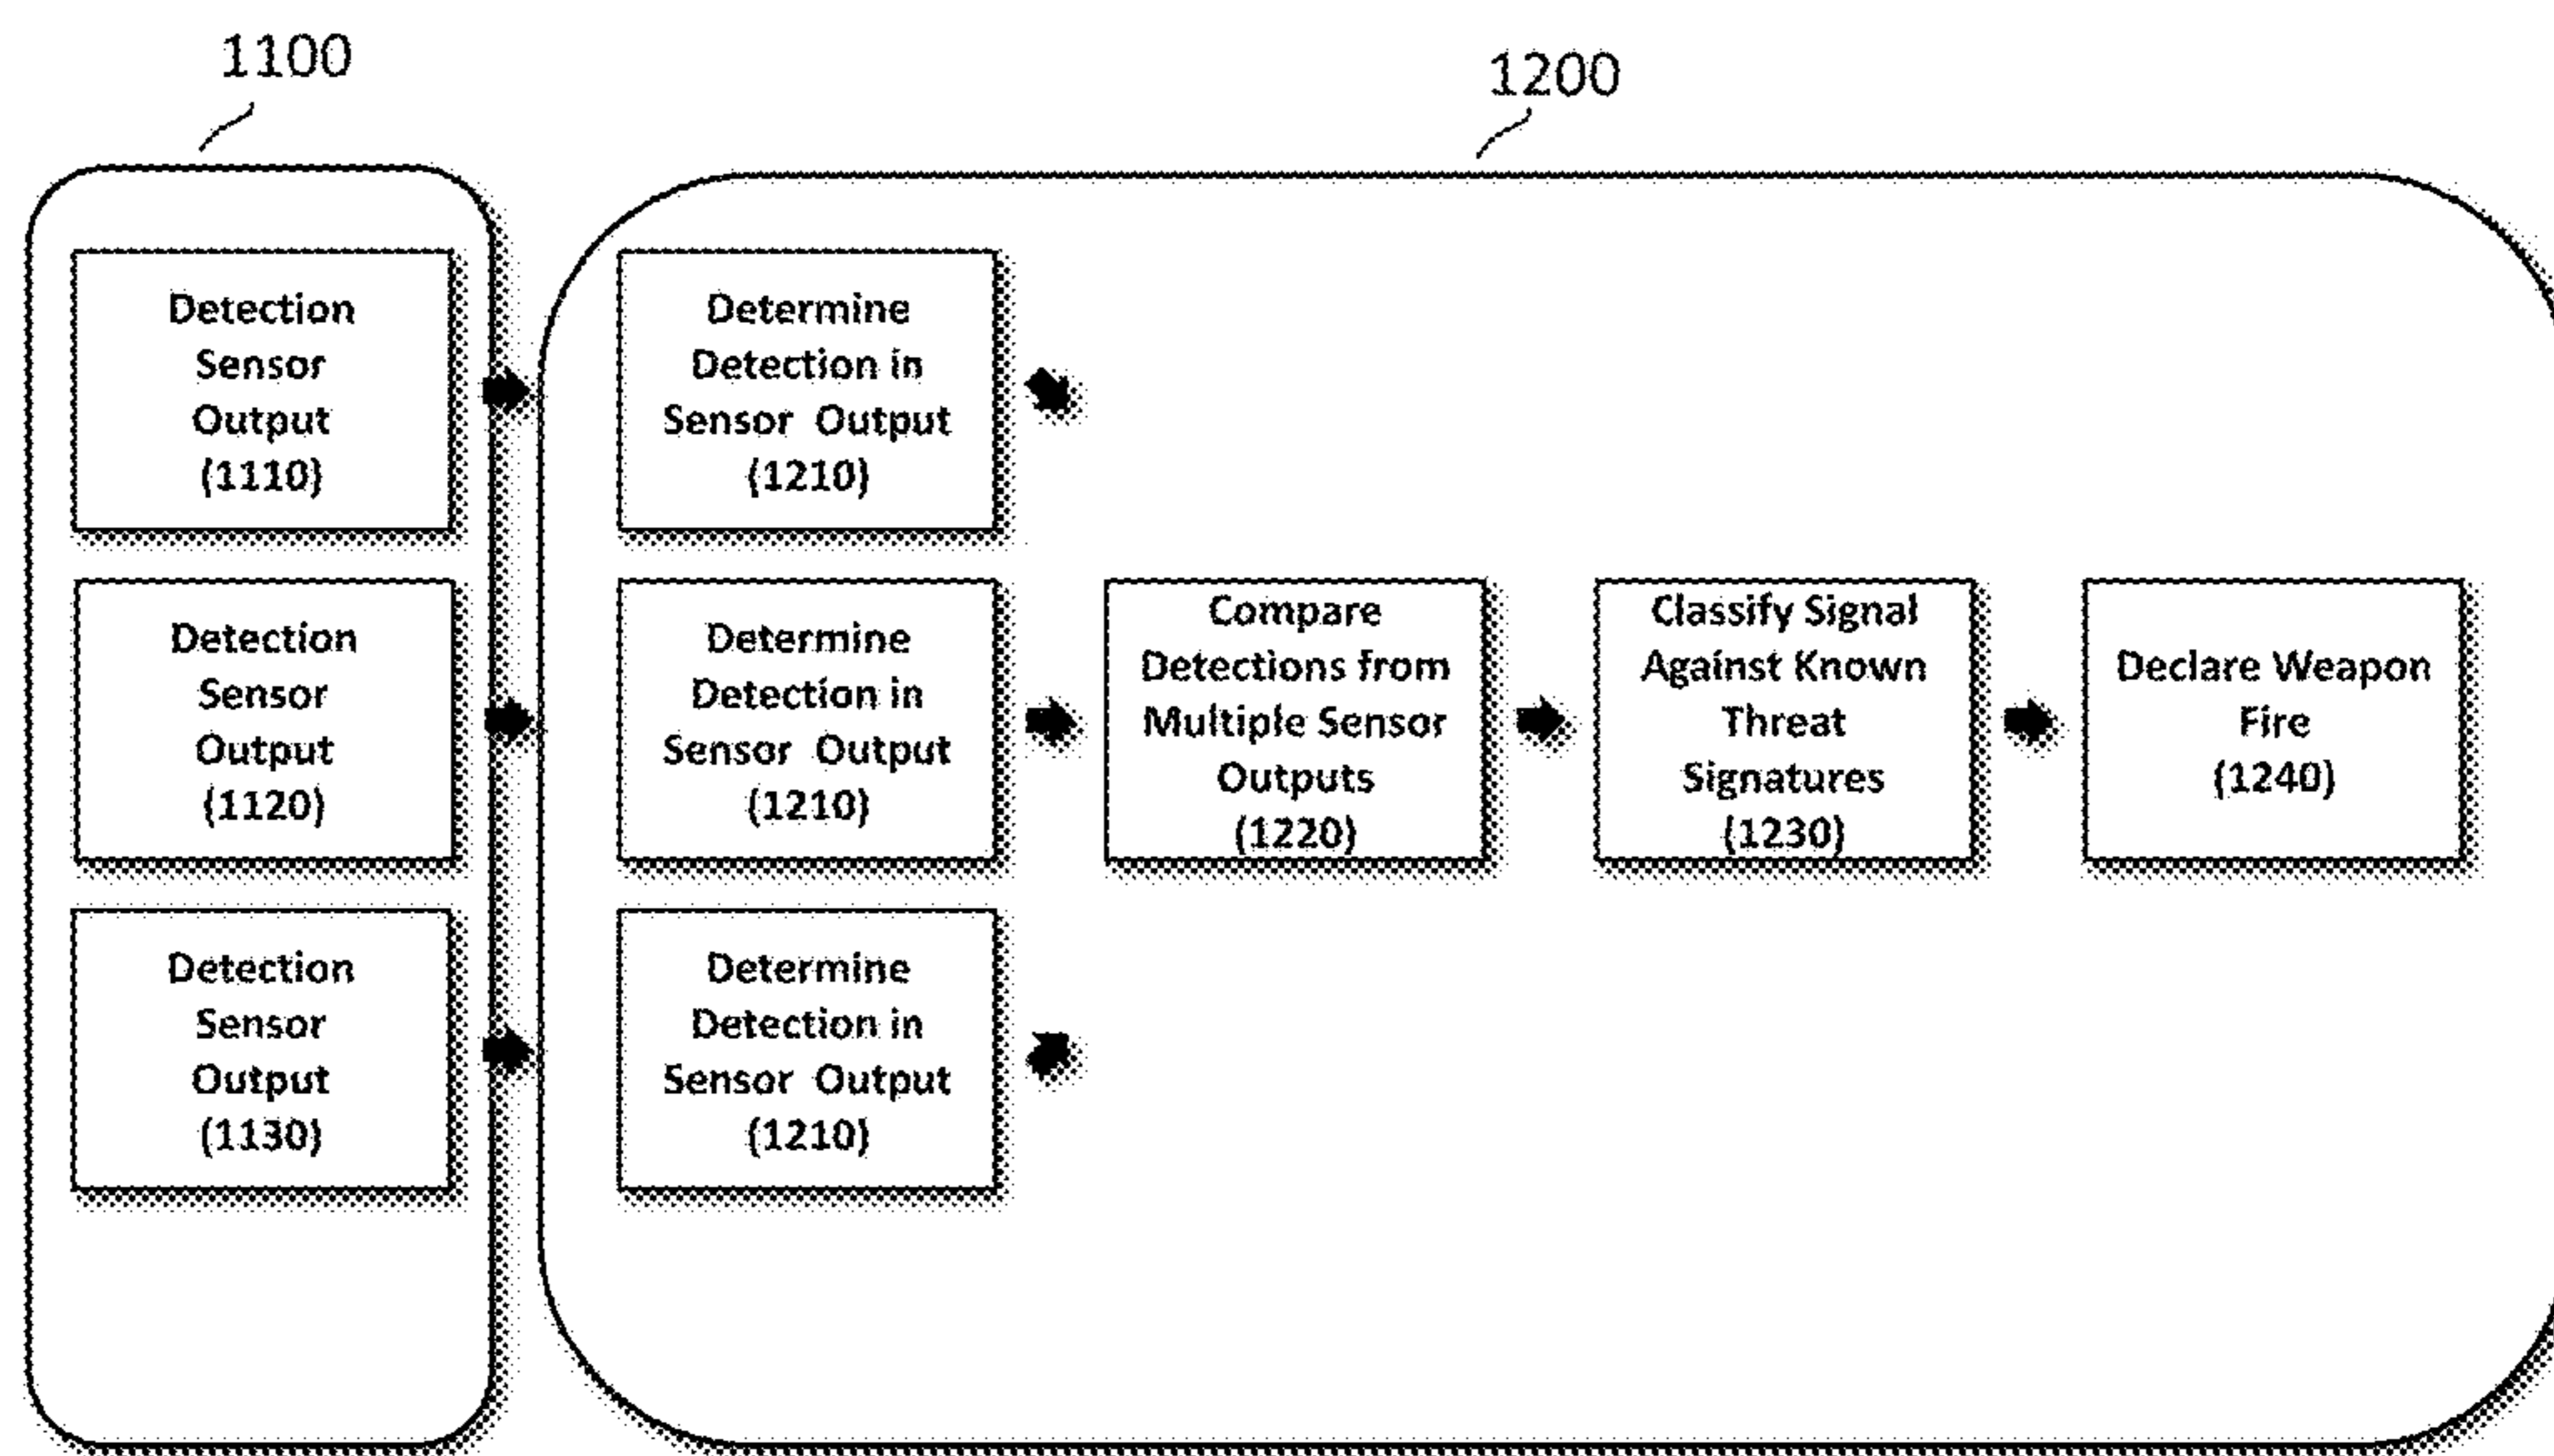 1100
1200
Detection
Sensor
Output
(1110)
Determine
Detection in
Sensor Output
(1210)
Detection
Sensor
Output
(1120)
Determine
Detection in
Sensor Output
(1210)
Compare
Detections from
Multiple Sensor
Outputs
(1220)
Classify Signal
Against Known
Threat
Signatures
(1230)
Declare Weapon
Fire
(1240)
Detection
Sensor
Output
(1130)
Determine
Detection in
Sensor Output
(1210)